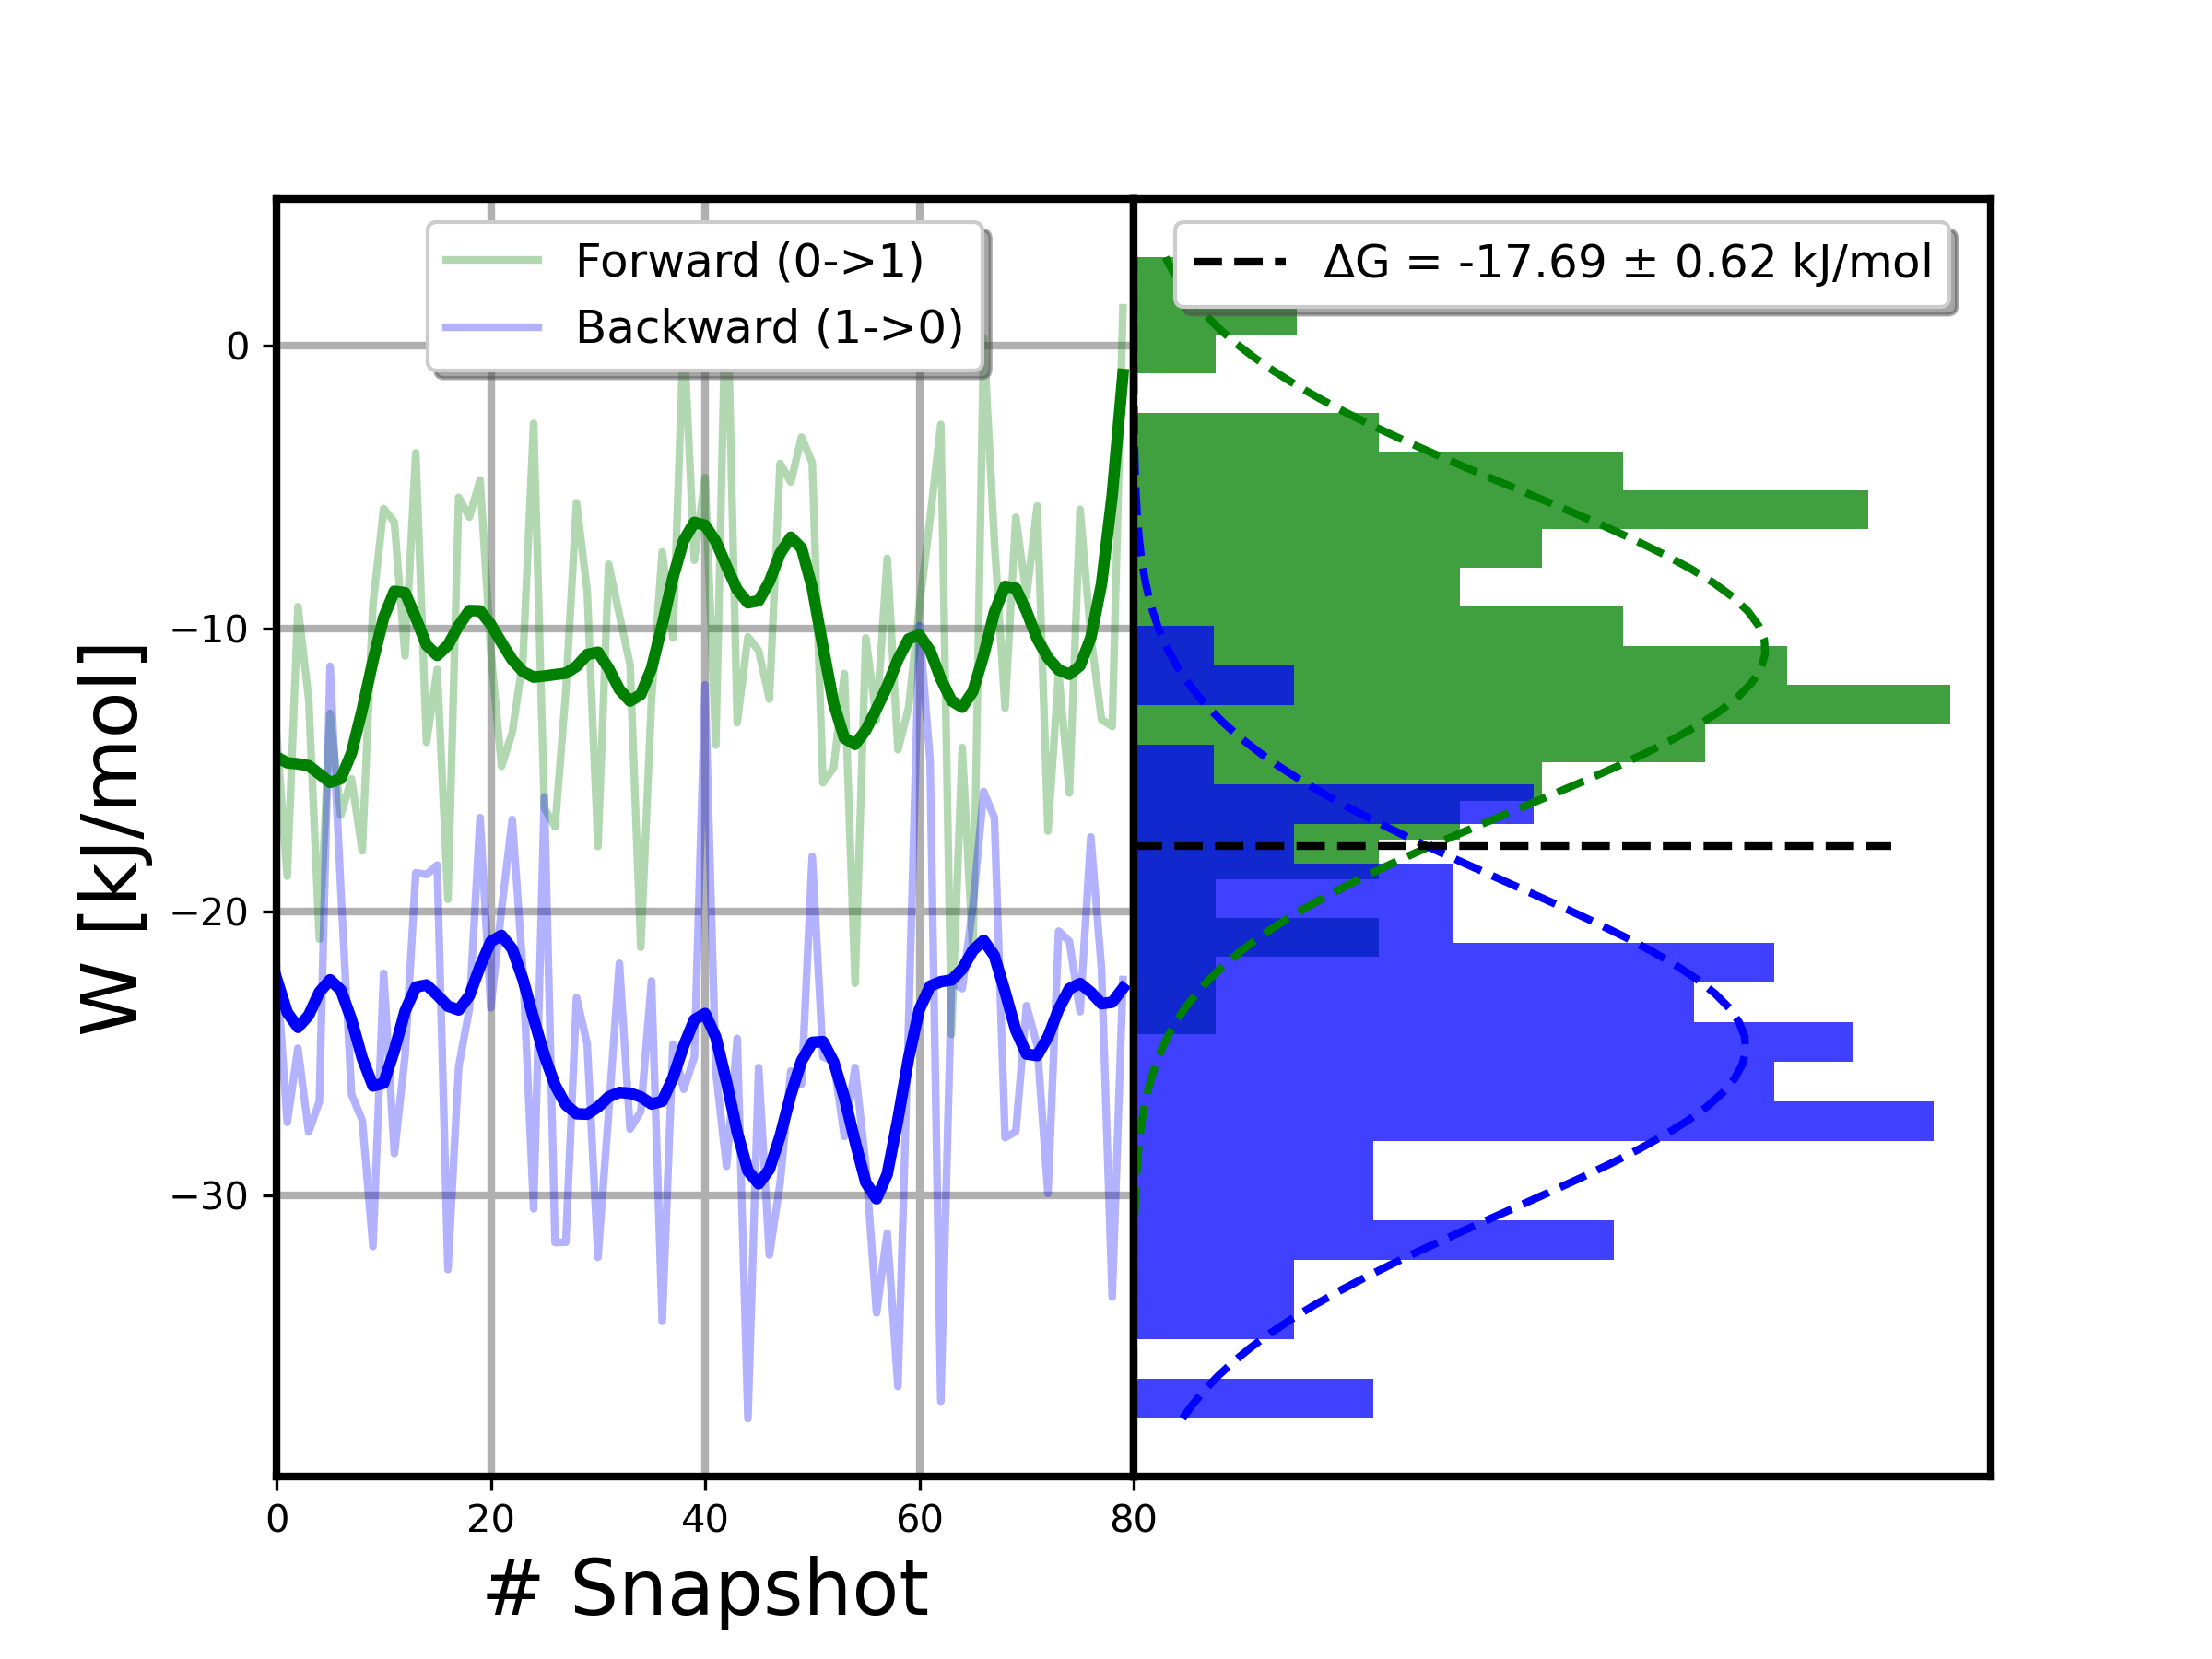 Forward (0->1)
Backward (1->0)
ΔG = -17.69 ± 0.62 kJ/mol
W [kJ/mol]
0
−10
−20
−30
0 20 40 60 80
# Snapshot